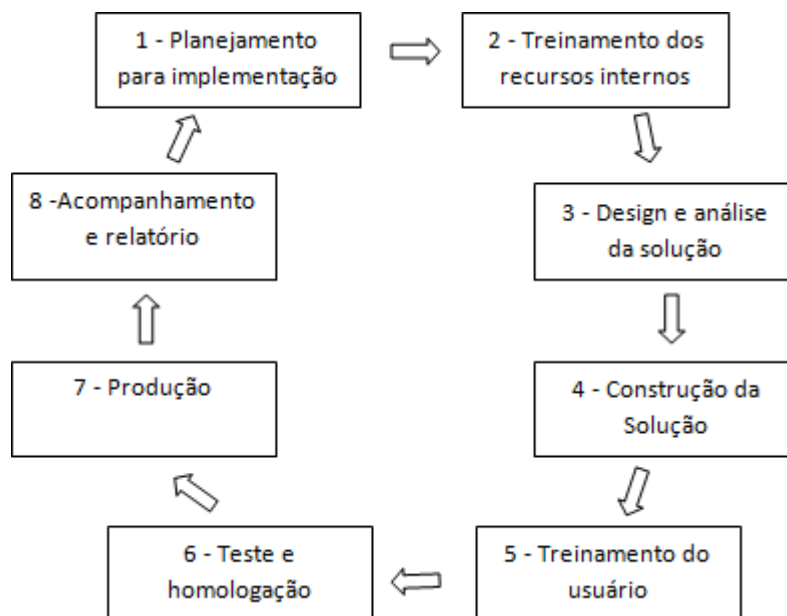 1 - Planejamento
para implementação
2 - Treinamento dos
recursos internos
3 - Design e análise
da solução
4 - Construção da
Solução
5 - Treinamento do
usuário
6 - Teste e
homologação
7 - Produção
8 -Acompanhamento
e relatório